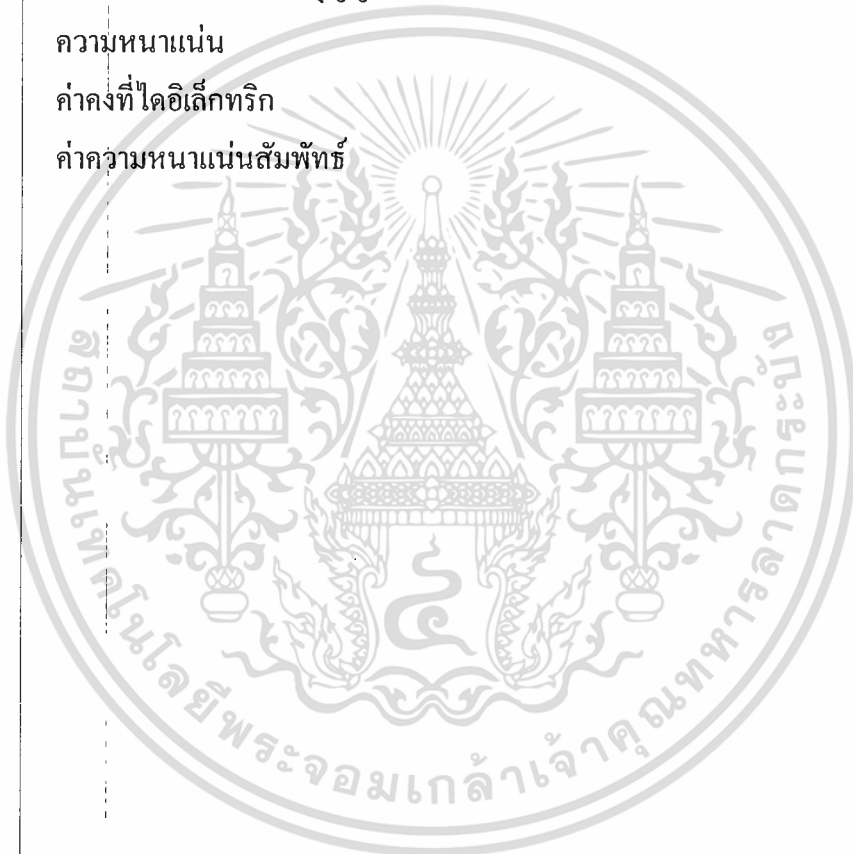 ความหนาแน่น
ค่าคงที่ไดอิเล็กทริก
ค่าความหนาแน่นสัมพัทธ์
สถาบันเทคโนโลยีพระจอมเกล้าเจ้าคุณทหารลาดกระบัง
๔